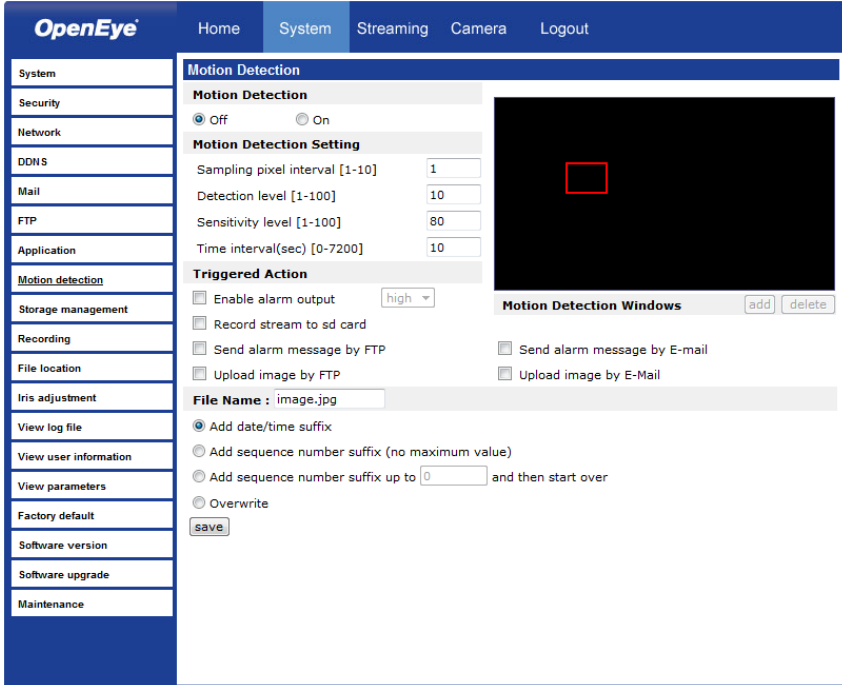 OpenEye
Home System Streaming Camera Logout
System
Security
Network
DDNS
Mail
FTP
Application
Motion detection
Storage management
Recording
File location
Iris adjustment
View log file
View user information
View parameters
Factory default
Software version
Software upgrade
Maintenance
Motion Detection
Motion Detection
Off On
Motion Detection Setting
Sampling pixel interval [1-10] 1
Detection level [1-100] 10
Sensitivity level [1-100] 80
Time interval(sec) [0-7200] 10
Triggered Action
Enable alarm output high
Motion Detection Windows add delete
Record stream to sd card
Send alarm message by FTP Send alarm message by E-mail
Upload image by FTP Upload image by E-Mail
File Name : image.jpg
Add date/time suffix
Add sequence number suffix (no maximum value)
Add sequence number suffix up to 0 and then start over
Overwrite
save